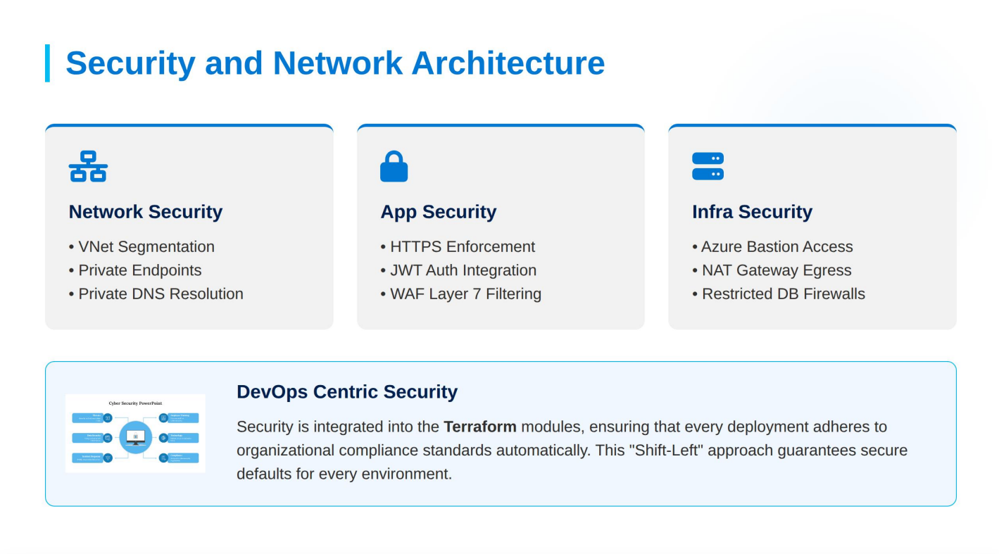 Security and Network Architecture
Network Security
• VNet Segmentation
• Private Endpoints
• Private DNS Resolution
App Security
• HTTPS Enforcement
• JWT Auth Integration
• WAF Layer 7 Filtering
Infra Security
• Azure Bastion Access
• NAT Gateway Egress
• Restricted DB Firewalls
Cyber Security PowerPoint
DevOps Centric Security
Security is integrated into the Terraform modules, ensuring that every deployment adheres to
organizational compliance standards automatically. This "Shift-Left" approach guarantees secure
defaults for every environment.